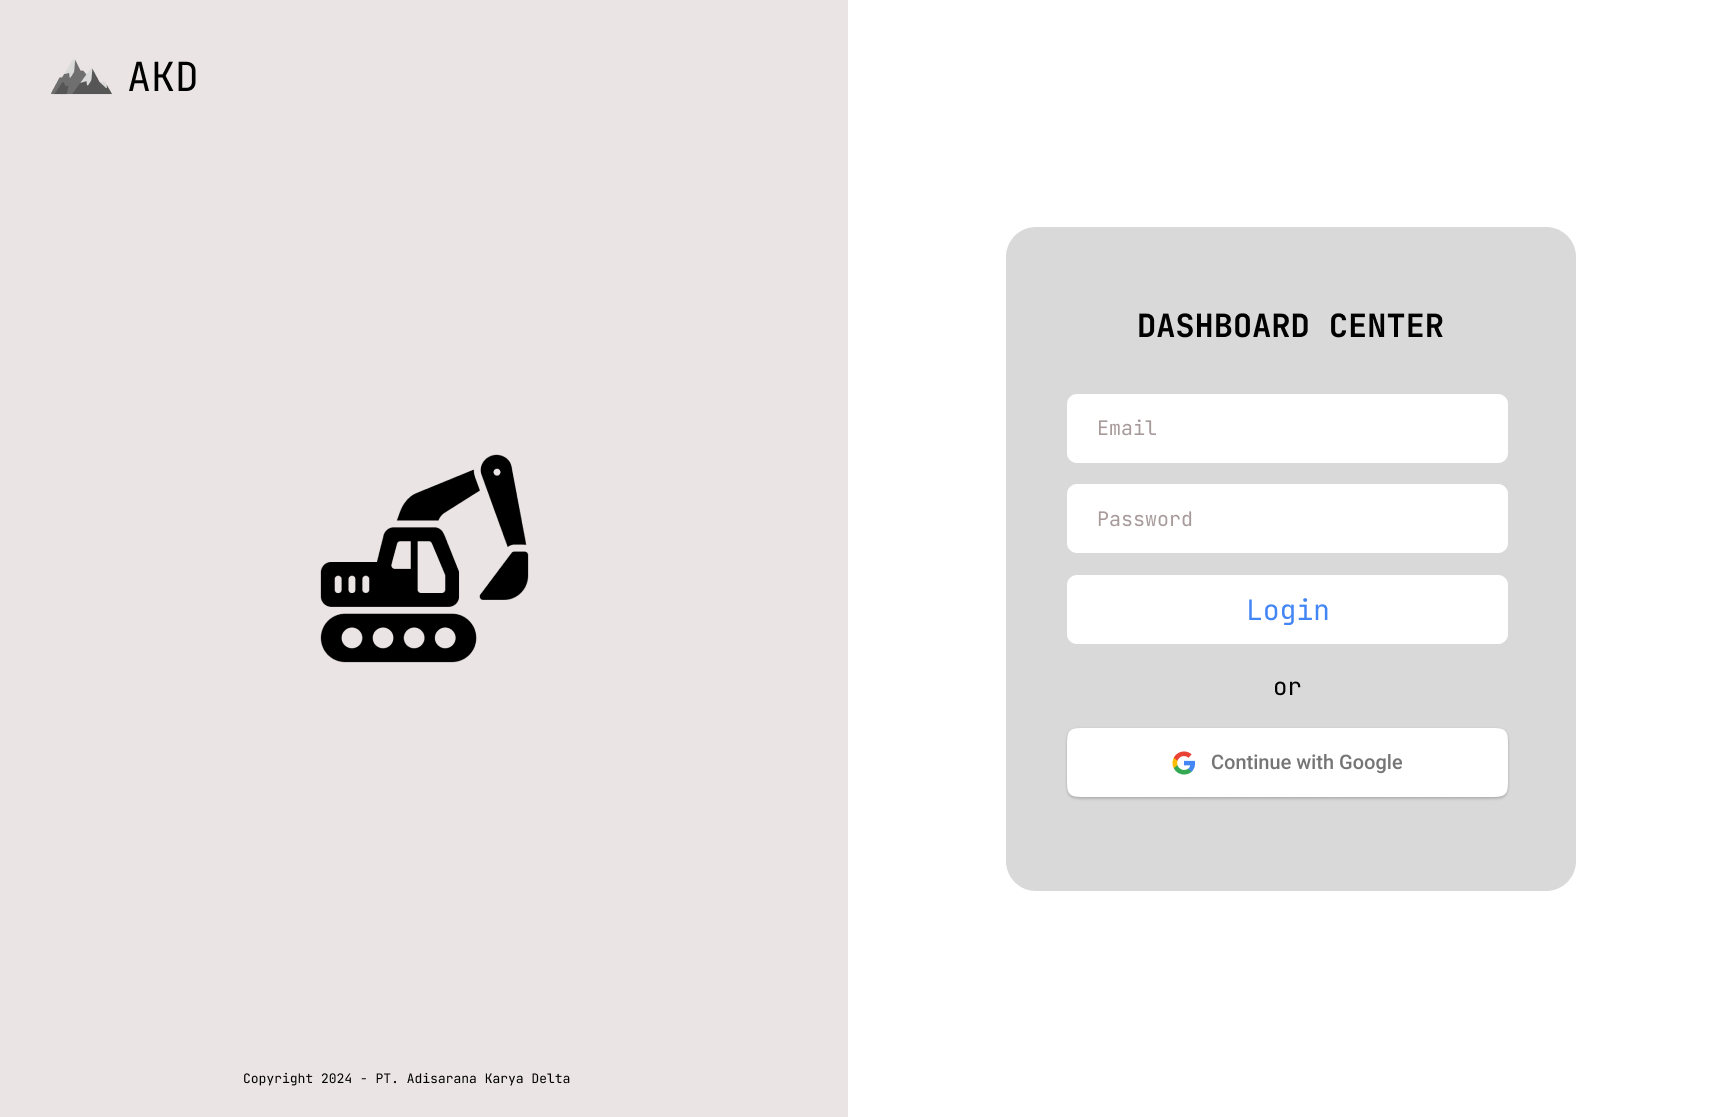 AKD
DASHBOARD CENTER
Email
Password
Login
or
Continue with Google
Copyright 2024 - PT. Adisarana Karya Delta